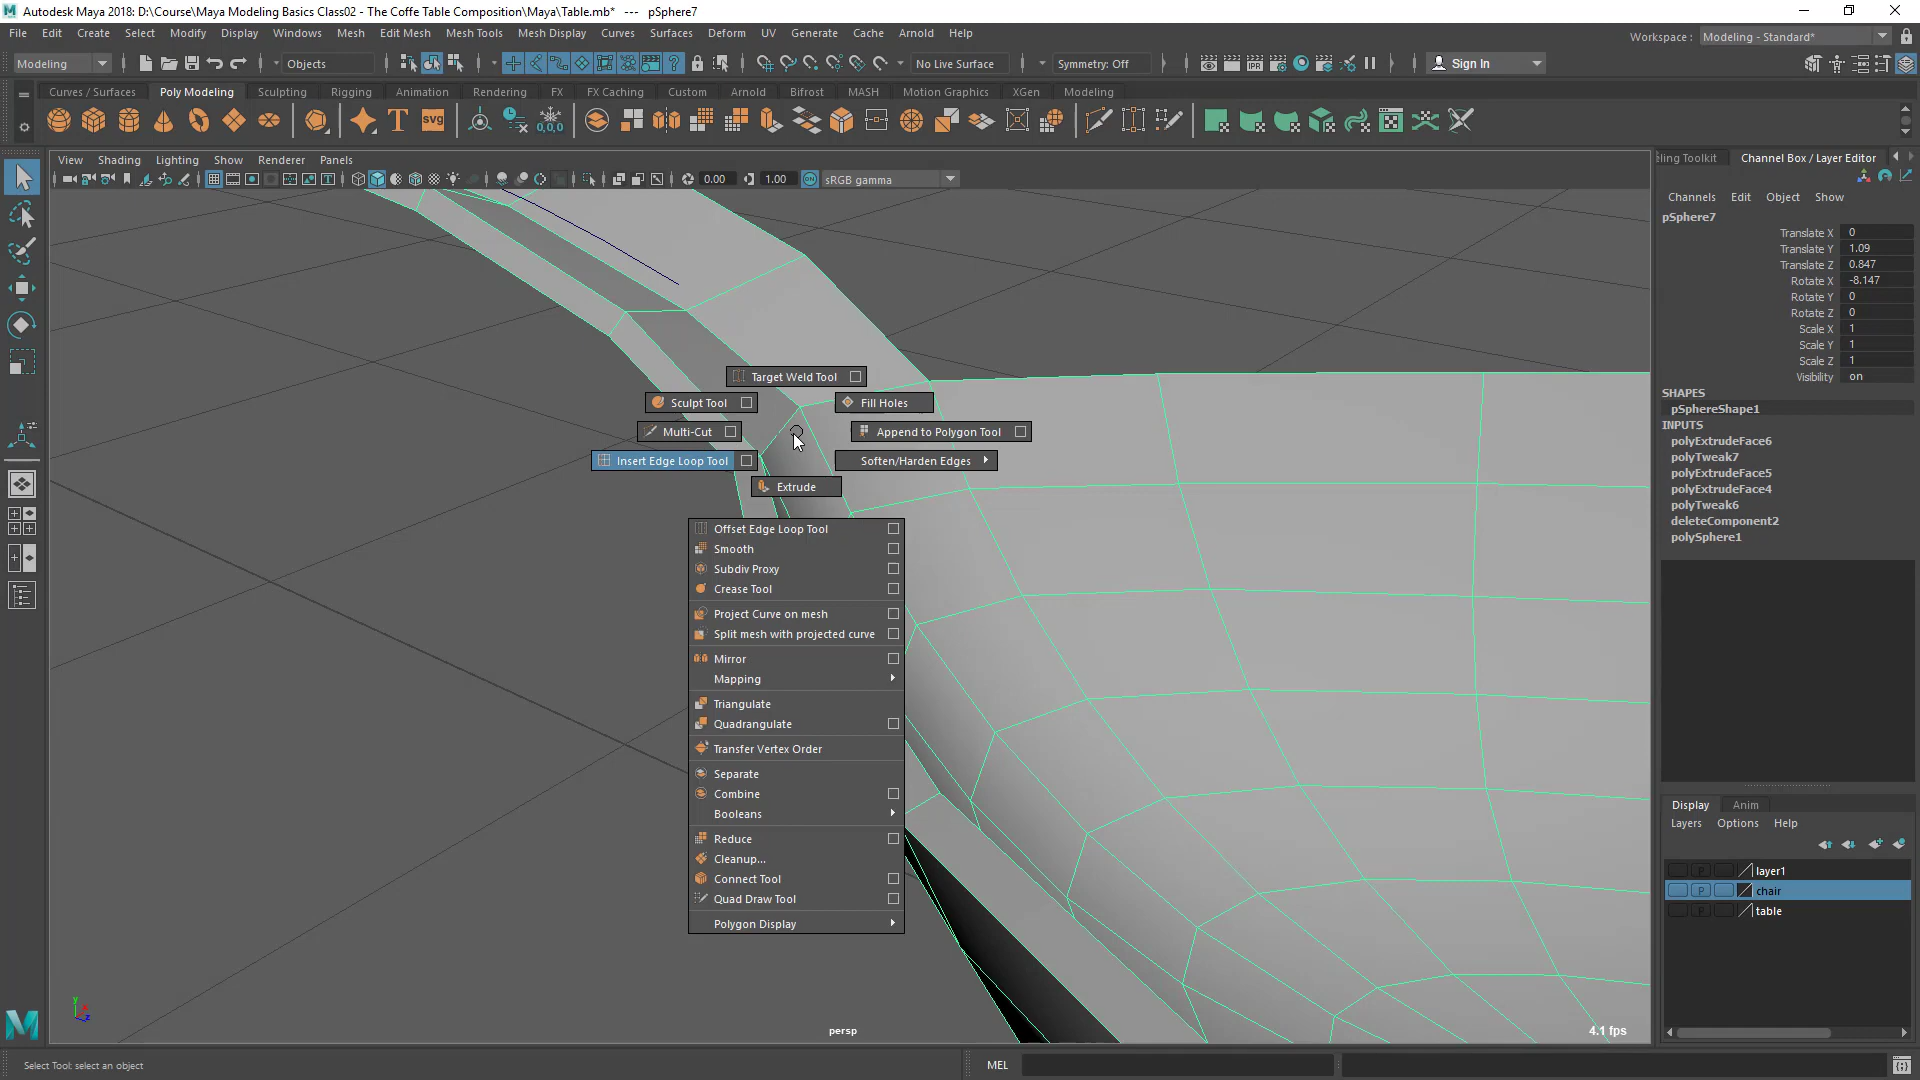 Autodesk Maya 2018: D:\Course\Maya Modeling Basics Class02 - The Coffe Table Composition\Maya\Table.mb* --- pSphere7
File Edit Create Select Modify Display Windows Mesh Edit Mesh Mesh Tools Mesh Display Curves Surfaces Deform UV Generate Cache Arnold Help
Workspace : Modeling - Standard*
Modeling Objects No Live Surface Symmetry: Off Sign In
Curves / Surfaces Poly Modeling Sculpting Rigging Animation Rendering FX FX Caching Custom Arnold Bifrost MASH Motion Graphics XGen Modeling
T svg 0,0,0
View Shading Lighting Show Renderer Panels
0.00 1.00 ON sRGB gamma
eling Toolkit Channel Box / Layer Editor
Channels Edit Object Show
pSphere7
Translate X 0
Translate Y 1.09
Translate Z 0.847
Rotate X -8.147
Rotate Y 0
Rotate Z 0
Scale X 1
Scale Y 1
Scale Z 1
Visibility on
SHAPES
pSphereShape1
INPUTS
polyExtrudeFace6
polyTweak7
polyExtrudeFace5
polyExtrudeFace4
polyTweak6
deleteComponent2
polySphere1
Target Weld Tool
Sculpt Tool Fill Holes
Multi-Cut Append to Polygon Tool
Insert Edge Loop Tool Soften/Harden Edges
Extrude
Offset Edge Loop Tool
Smooth
Subdiv Proxy
Crease Tool
Project Curve on mesh
Split mesh with projected curve
Mirror
Mapping
Triangulate
Quadrangulate
Transfer Vertex Order
Separate
Combine
Booleans
Reduce
Cleanup...
Connect Tool
Quad Draw Tool
Polygon Display
Display Anim
Layers Options Help
P layer1
P chair
P table
y
z
persp
4.1 fps
Select Tool: select an object
MEL